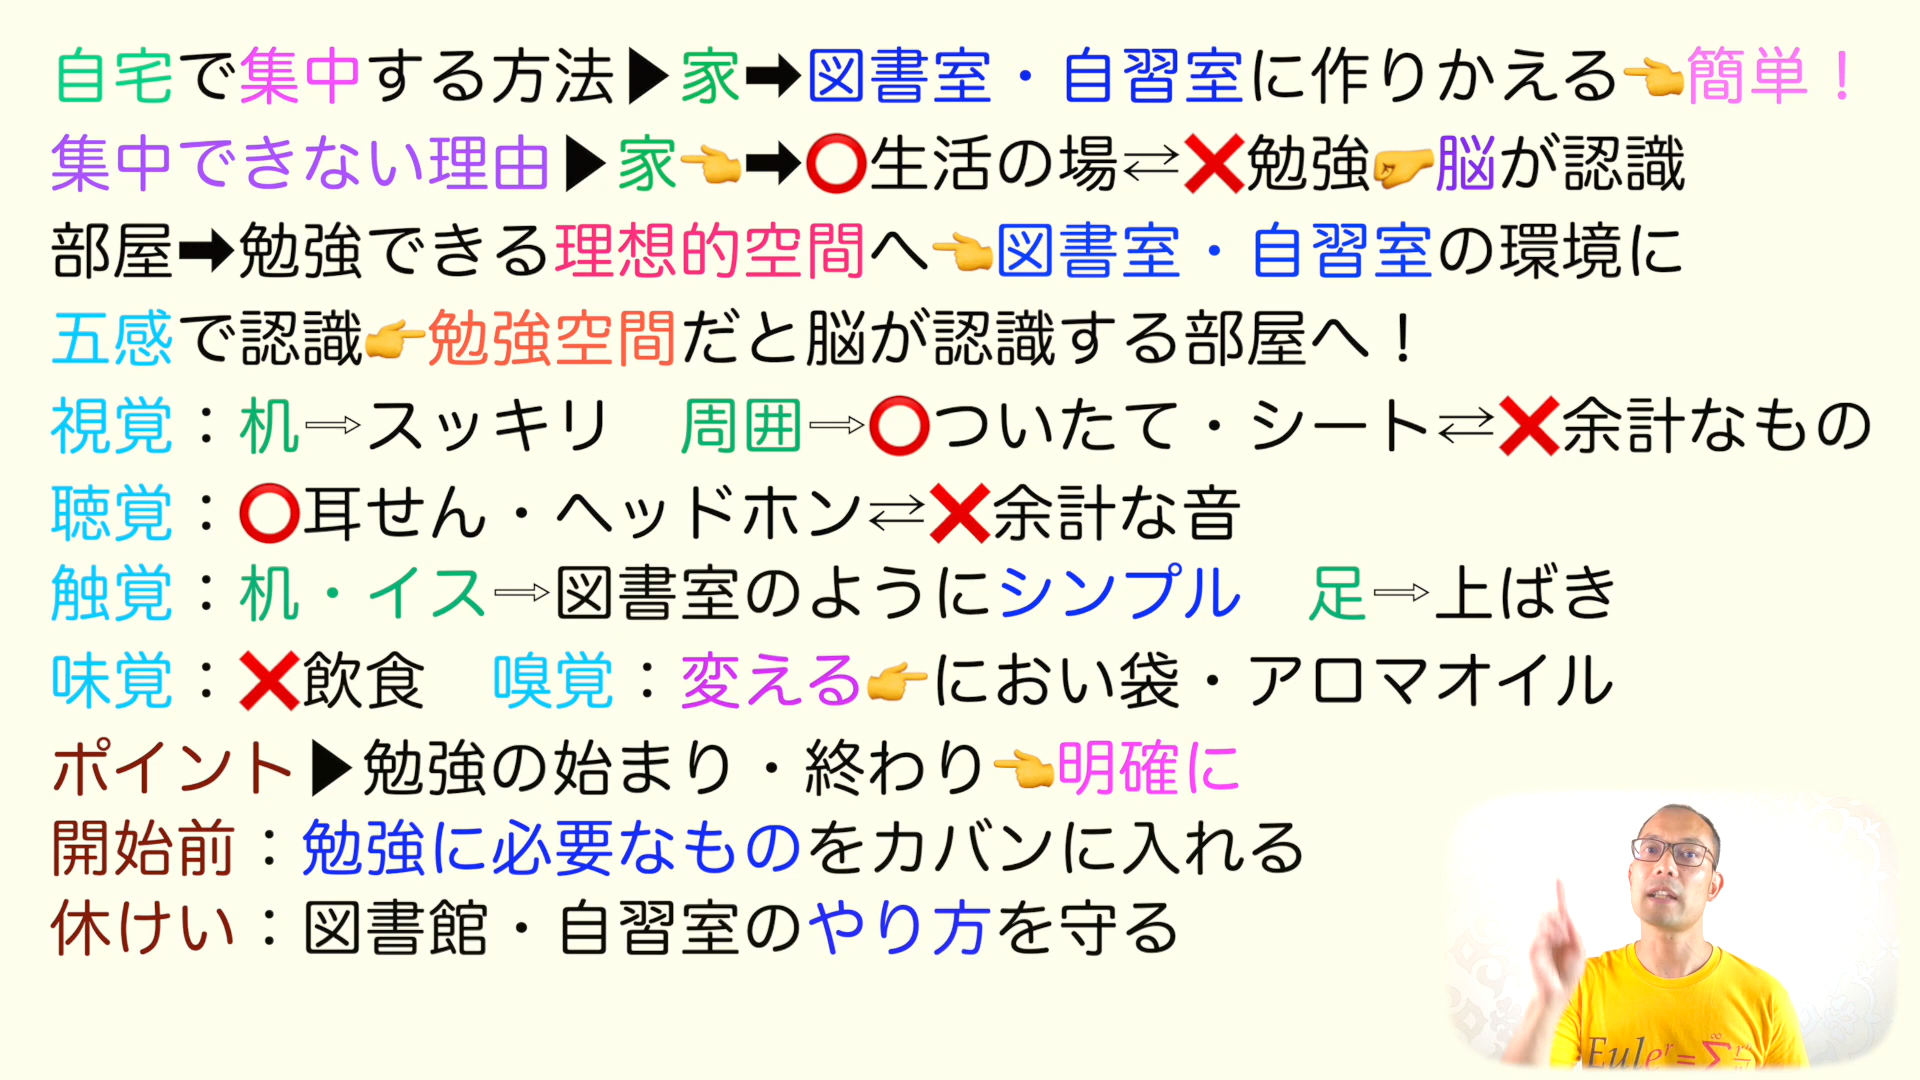 自宅で集中する方法▶家➡図書室・自習室に作りかえる👈簡単！
集中できない理由▶家👈➡⭕生活の場⇄❌勉強🤛脳が認識
部屋➡勉強できる理想的空間へ👈図書室・自習室の環境に
五感で認識👉勉強空間だと脳が認識する部屋へ！
視覚：机⇨スッキリ　周囲⇨⭕ついたて・シート⇄❌余計なもの
聴覚：⭕耳せん・ヘッドホン⇄❌余計な音
触覚：机・イス⇨図書室のようにシンプル　足⇨上ばき
味覚：❌飲食　嗅覚：変える👉におい袋・アロマオイル
ポイント▶勉強の始まり・終わり👈明確に
開始前：勉強に必要なものをカバンに入れる
休けい：図書館・自習室のやり方を守る
Euler=∑